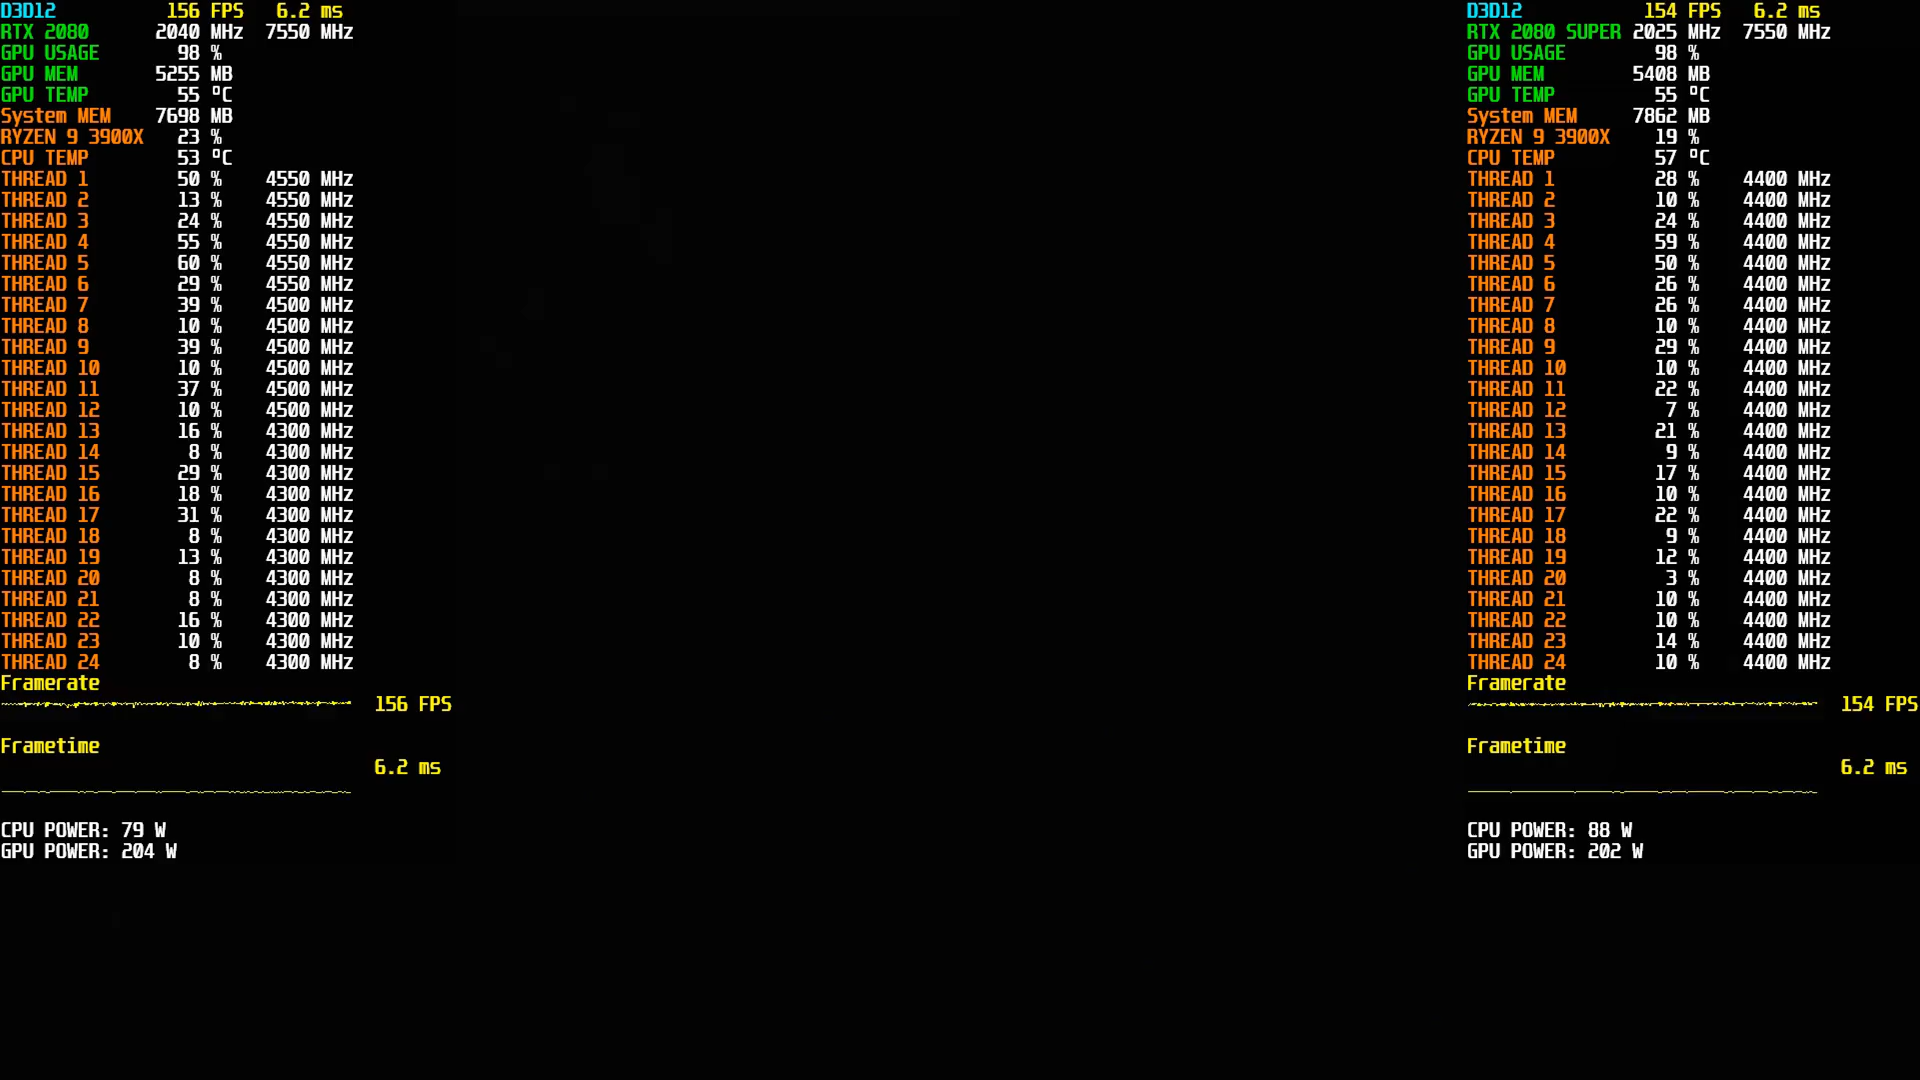 D3D12 156 FPS 6.2 ms
RTX 2080 2040 MHz 7550 MHz
GPU USAGE 98 %
GPU MEM 5255 MB
GPU TEMP 55 °C
System MEM 7698 MB
RYZEN 9 3900X 23 %
CPU TEMP 53 °C
THREAD 1 50 % 4550 MHz
THREAD 2 13 % 4550 MHz
THREAD 3 24 % 4550 MHz
THREAD 4 55 % 4550 MHz
THREAD 5 60 % 4550 MHz
THREAD 6 29 % 4550 MHz
THREAD 7 39 % 4500 MHz
THREAD 8 10 % 4500 MHz
THREAD 9 39 % 4500 MHz
THREAD 10 10 % 4500 MHz
THREAD 11 37 % 4500 MHz
THREAD 12 10 % 4500 MHz
THREAD 13 16 % 4300 MHz
THREAD 14 8 % 4300 MHz
THREAD 15 29 % 4300 MHz
THREAD 16 18 % 4300 MHz
THREAD 17 31 % 4300 MHz
THREAD 18 8 % 4300 MHz
THREAD 19 13 % 4300 MHz
THREAD 20 8 % 4300 MHz
THREAD 21 8 % 4300 MHz
THREAD 22 16 % 4300 MHz
THREAD 23 10 % 4300 MHz
THREAD 24 8 % 4300 MHz
Framerate
156 FPS
Frametime
6.2 ms
CPU POWER: 79 W
GPU POWER: 204 W
D3D12 154 FPS 6.2 ms
RTX 2080 SUPER 2025 MHz 7550 MHz
GPU USAGE 98 %
GPU MEM 5408 MB
GPU TEMP 55 °C
System MEM 7862 MB
RYZEN 9 3900X 19 %
CPU TEMP 57 °C
THREAD 1 28 % 4400 MHz
THREAD 2 10 % 4400 MHz
THREAD 3 24 % 4400 MHz
THREAD 4 59 % 4400 MHz
THREAD 5 50 % 4400 MHz
THREAD 6 26 % 4400 MHz
THREAD 7 26 % 4400 MHz
THREAD 8 10 % 4400 MHz
THREAD 9 29 % 4400 MHz
THREAD 10 10 % 4400 MHz
THREAD 11 22 % 4400 MHz
THREAD 12 7 % 4400 MHz
THREAD 13 21 % 4400 MHz
THREAD 14 9 % 4400 MHz
THREAD 15 17 % 4400 MHz
THREAD 16 10 % 4400 MHz
THREAD 17 22 % 4400 MHz
THREAD 18 9 % 4400 MHz
THREAD 19 12 % 4400 MHz
THREAD 20 3 % 4400 MHz
THREAD 21 10 % 4400 MHz
THREAD 22 10 % 4400 MHz
THREAD 23 14 % 4400 MHz
THREAD 24 10 % 4400 MHz
Framerate
154 FPS
Frametime
6.2 ms
CPU POWER: 88 W
GPU POWER: 202 W